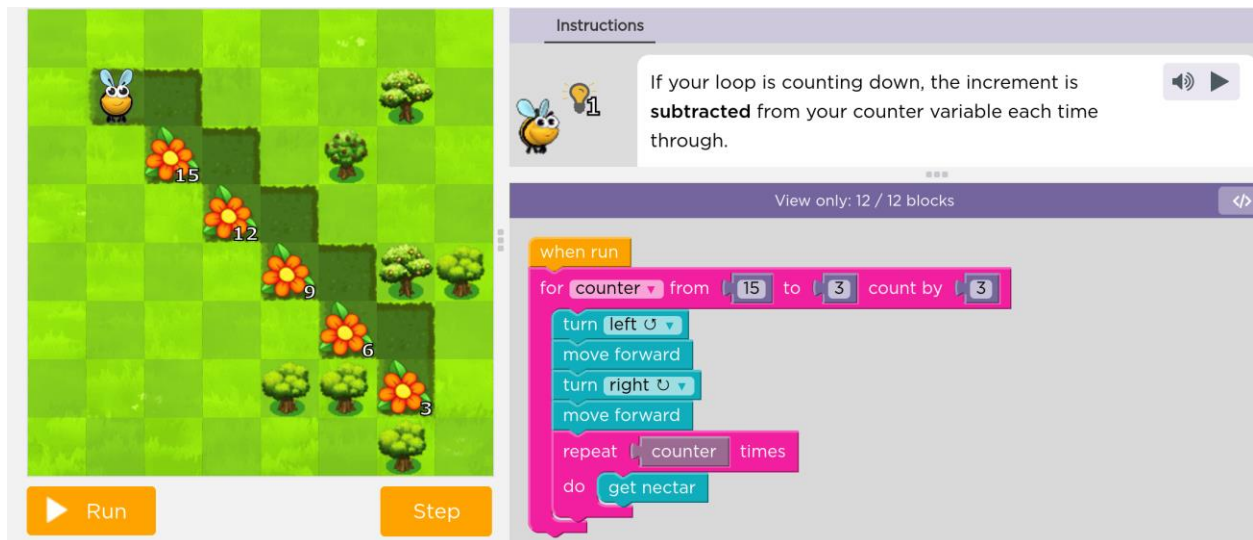 Instructions
1
If your loop is counting down, the increment is
subtracted from your counter variable each time
through.
15
12
9
6
3
View only: 12 / 12 blocks
</>
when run
for counter from 15 to 3 count by 3
turn left
move forward
turn right
move forward
repeat counter times
do get nectar
Run
Step